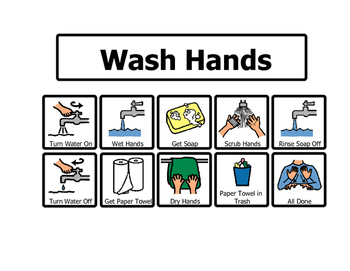 Wash Hands
Turn Water On
Wet Hands
Get Soap
Scrub Hands
Rinse Soap Off
Turn Water Off
Get Paper Towel
Dry Hands
Paper Towel in
Trash
All Done